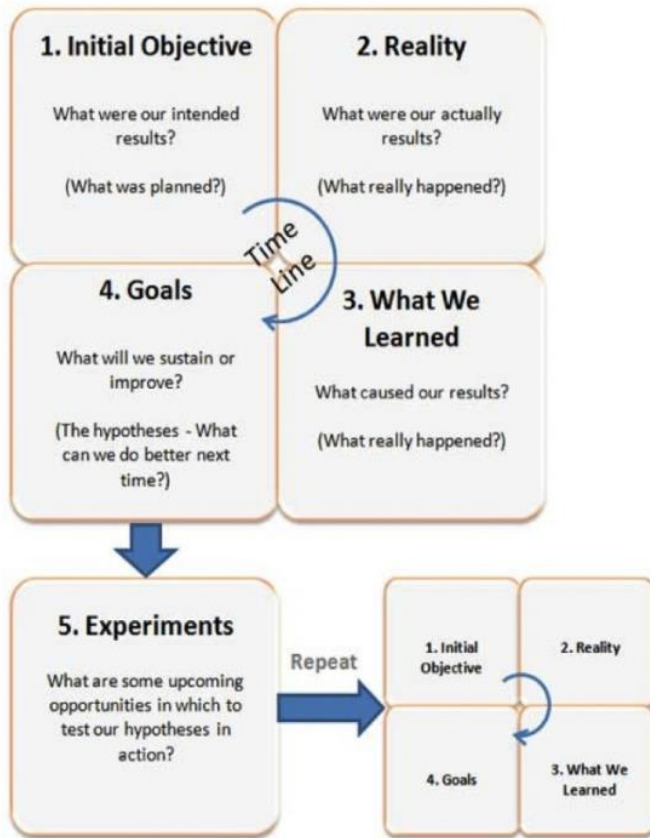 1. Initial Objective
What were our intended
results?
(What was planned?)
2. Reality
What were our actually
results?
(What really happened?)
Time
Line
3. What We
Learned
What caused our results?
(What really happened?)
4. Goals
What will we sustain or
improve?
(The hypotheses - What
can we do better next
time?)
5. Experiments
What are some upcoming
opportunities in which to
test our hypotheses in
action?
Repeat
1. Initial
Objective
2. Reality
3. What We
Learned
4. Goals